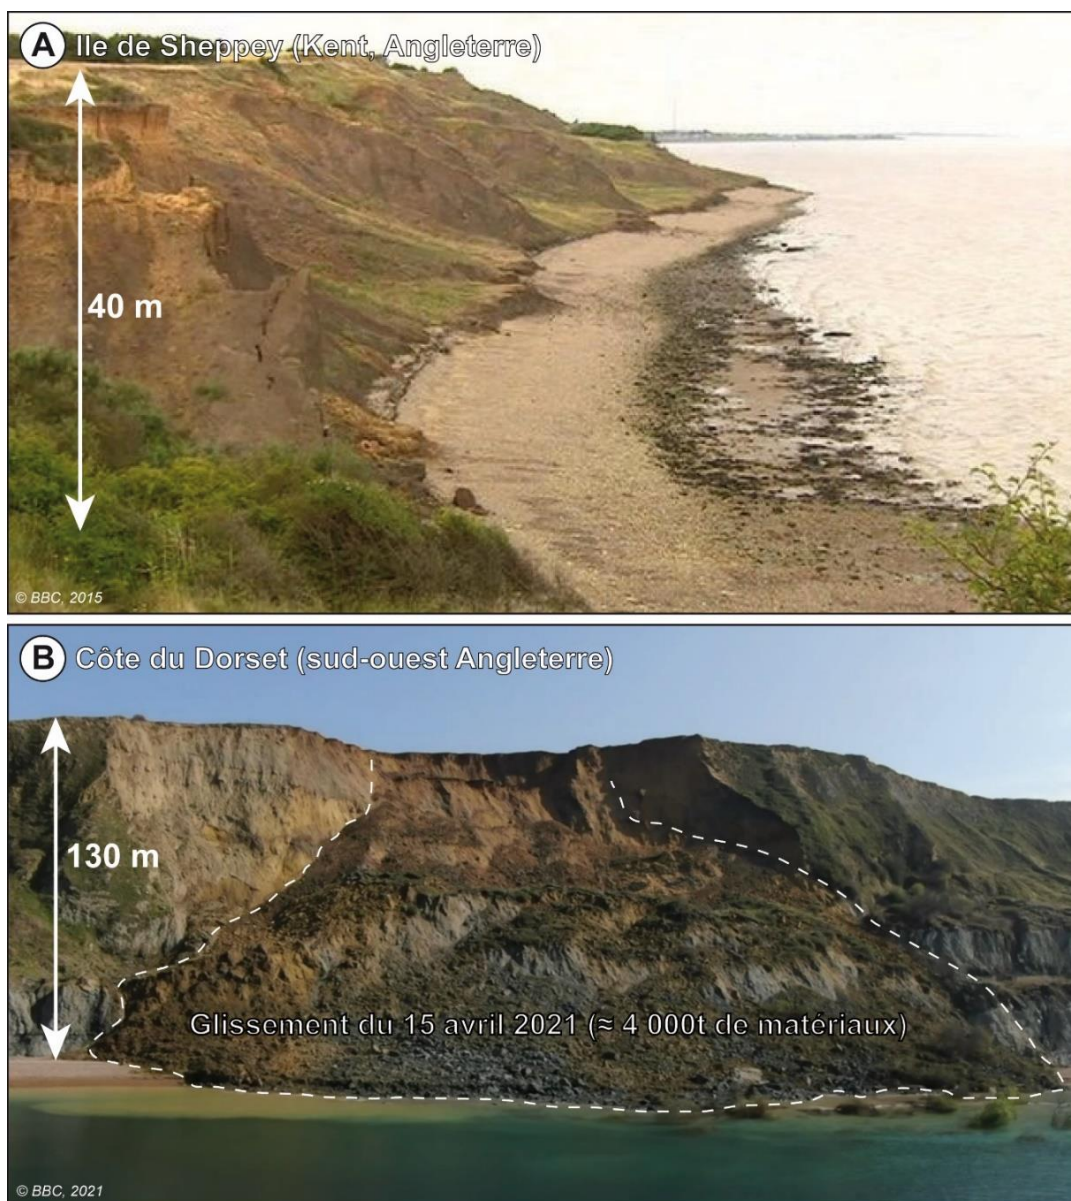 A Ile de Sheppey (Kent, Angleterre)
40 m
© BBC, 2015
B Côte du Dorset (sud-ouest Angleterre)
130 m
Glissement du 15 avril 2021 (≈ 4 000t de matériaux)
© BBC, 2021